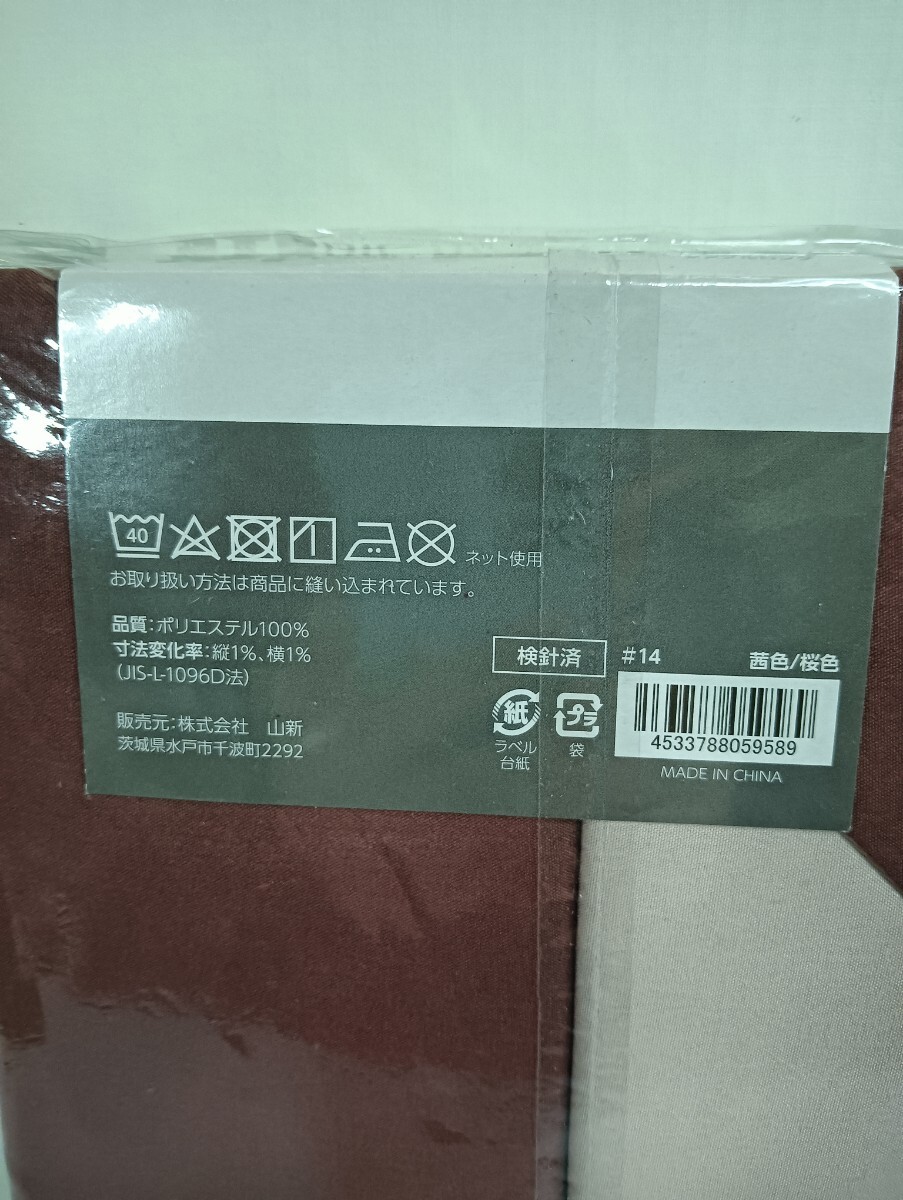 40
ネット使用
お取り扱い方法は商品に縫い込まれています。
品質:ポリエステル100%
寸法変化率:縦1%、横1%
(JIS-L-1096D法)
販売元:株式会社 山新
茨城県水戸市千波町2292
検針済 #14 茜色/桜色
紙 プラ
ラベル
台紙
袋
4533788059589
MADE IN CHINA